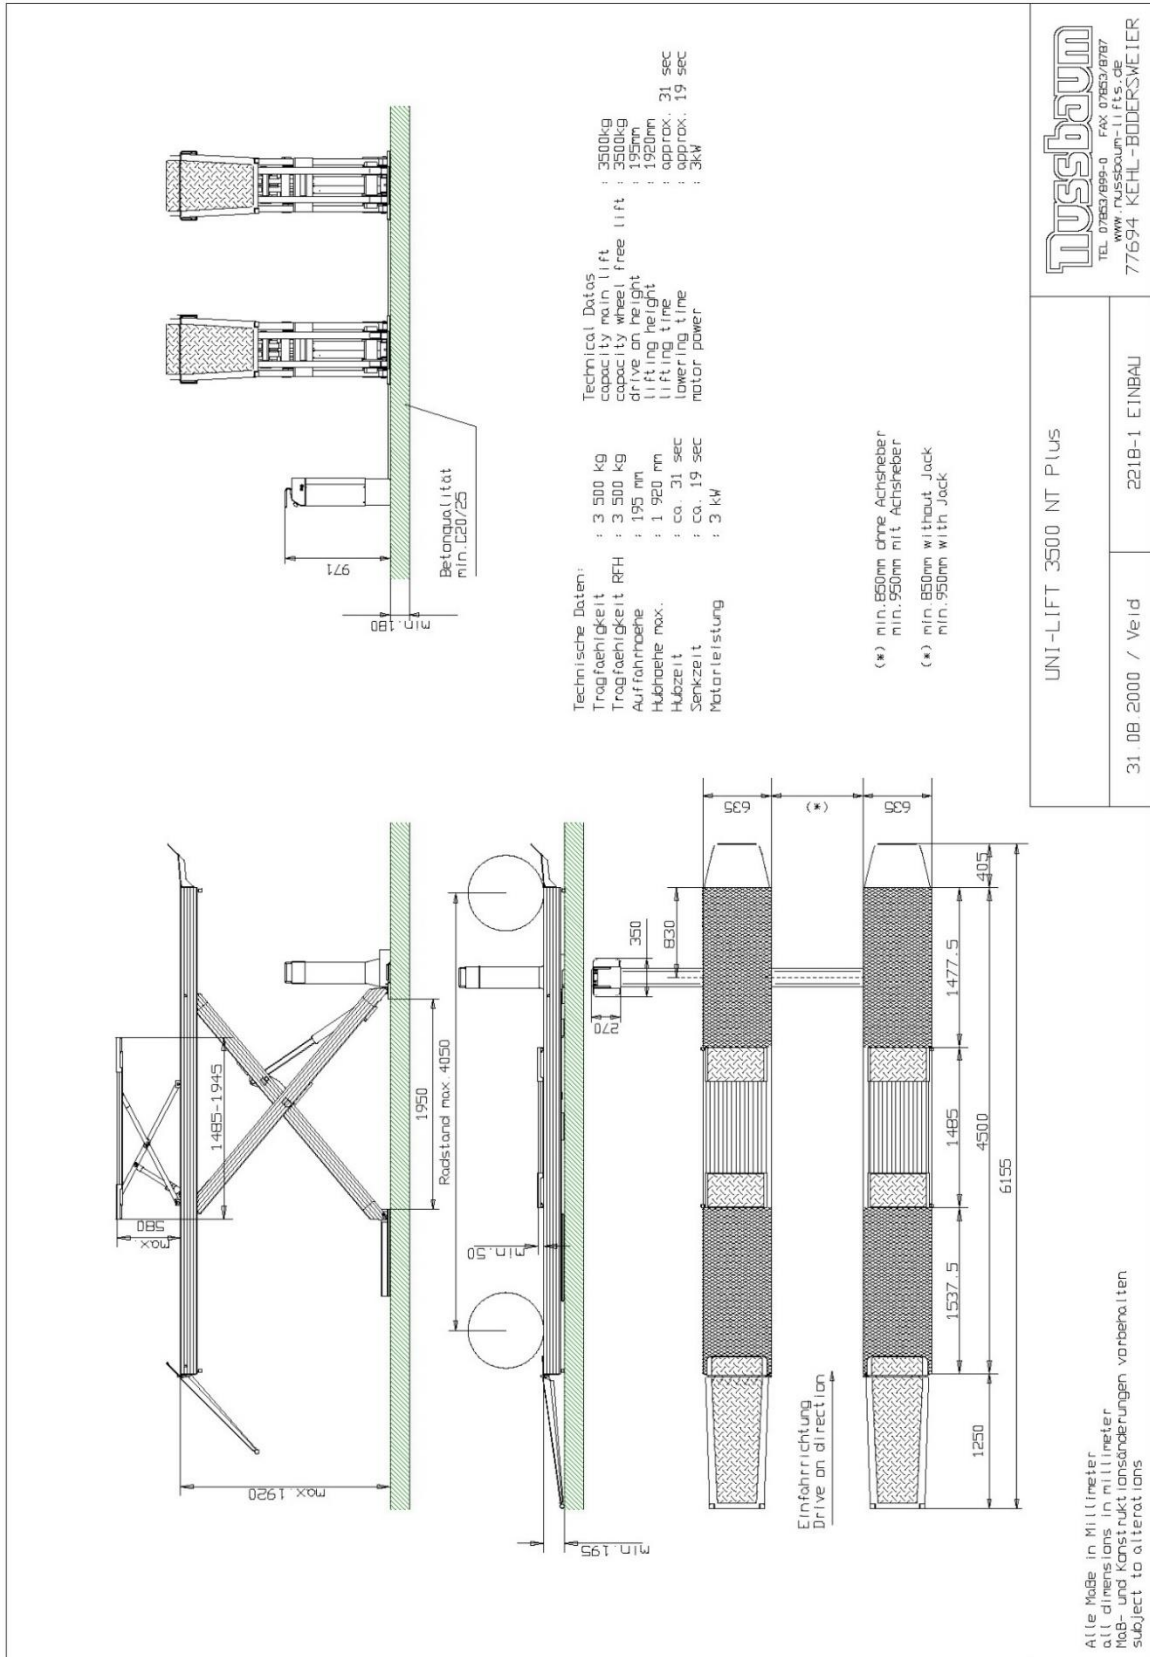 971
min.180
Betonqualität
min.C20/25
max.1920
max.
580
1485-1945
1950
Radstand max.4050
min.50
min.195
Technische Daten:
Tragfaehigkeit : 3 500 kg
Tragfaehigkeit RFH : 3 500 kg
Auffahrhoehe : 195 mm
Hubhoehe max. : 1 920 mm
Hubzeit : ca. 31 sec
Senkzeit : ca. 19 sec
Motorleistung : 3 kW
Technical Datas
capacity main lift : 3500kg
capacity wheel free lift : 3500kg
drive on height : 195mm
lifting height : 1920mm
lifting time : approx. 31 sec
lowering time : approx. 19 sec
motor power : 3kW
270
350
830
635
(*)
635
Einfahrrichtung
Drive on direction
405
1477.5
1485
1537.5
4500
1250
6155
(*) min.850mm ohne Achsheber
min.950mm mit Achsheber
(*) min.850mm without Jack
min.950mm with Jack
Alle Maße in Millimeter
all dimensions in millimeter
Maß- und Konstruktionsänderungen vorbehalten
subject to alterations
UNI-LIFT 3500 NT Plus
31.08.2000 / Veid
221B-1 EINBAU
nussbaum
TEL 07853/899-0 FAX 07853/8787
www.nussbaum-lifts.de
77694 KEHL-BODERSWEIER